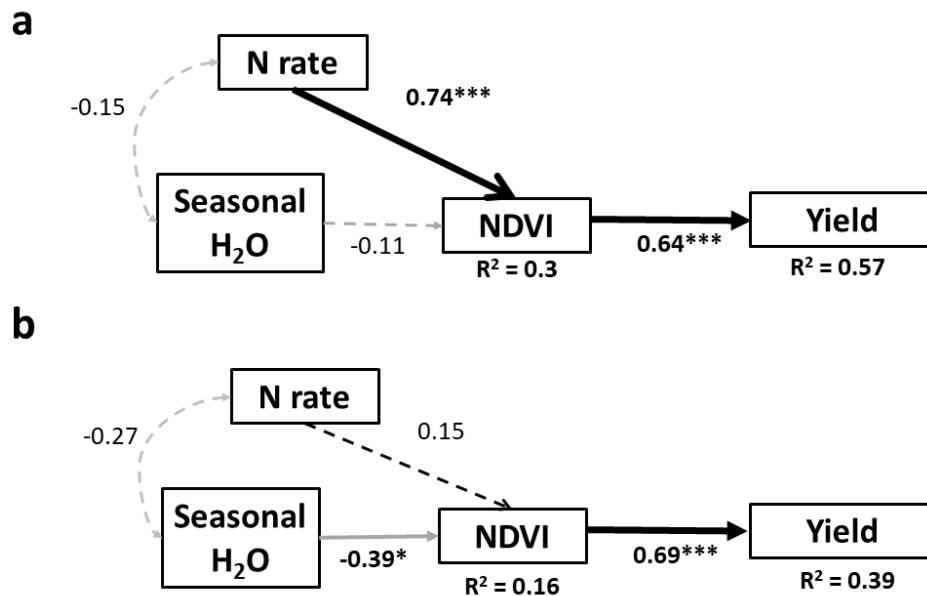 a
N rate
-0.15
0.74***
Seasonal
H₂O
-0.11
NDVI
R² = 0.3
0.64***
Yield
R² = 0.57
b
N rate
-0.27
0.15
Seasonal
H₂O
-0.39*
NDVI
R² = 0.16
0.69***
Yield
R² = 0.39